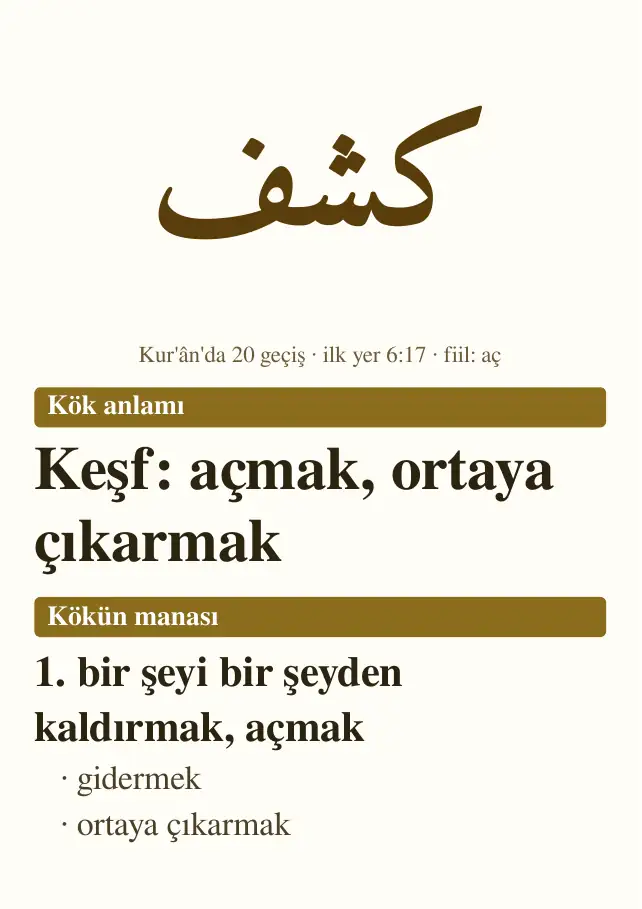 كشف
Kur'ân'da 20 geçiş · ilk yer 6:17 · fiil: aç
Kök anlamı
Keşf: açmak, ortaya
çıkarmak
Kökün manası
1. bir şeyi bir şeyden
kaldırmak, açmak
· gidermek
· ortaya çıkarmak